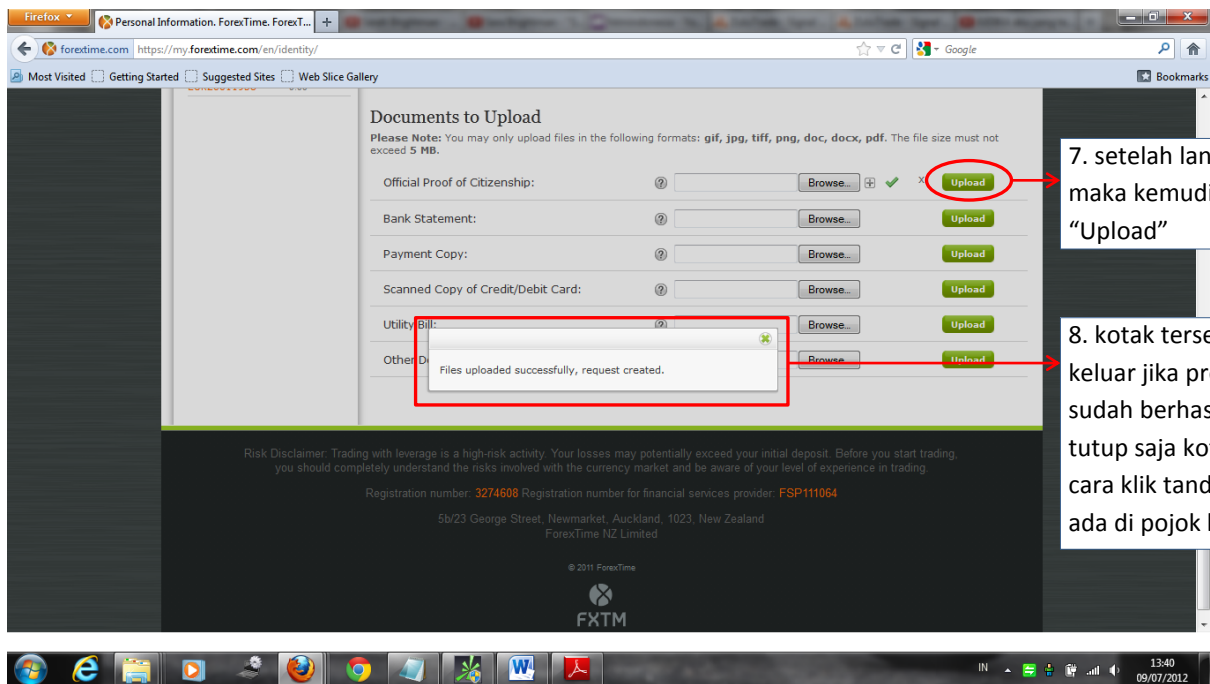 Firefox
Personal Information. ForexTime. ForexT...
forextime.com https://my.forextime.com/en/identity/
Google
Most Visited Getting Started Suggested Sites Web Slice Gallery
Bookmarks
Documents to Upload
Please Note: You may only upload files in the following formats: gif, jpg, tiff, png, doc, docx, pdf. The file size must not
exceed 5 MB.
Official Proof of Citizenship: Browse... x Upload
Bank Statement: Browse... Upload
Payment Copy: Browse... Upload
Scanned Copy of Credit/Debit Card: Browse... Upload
Utility Bill: Browse... Upload
Other D Browse... Upload
Files uploaded successfully, request created.
7. setelah lan
maka kemudi
“Upload”
8. kotak terse
keluar jika pr
sudah berhas
tutup saja ko
cara klik tand
ada di pojok
Risk Disclaimer: Trading with leverage is a high-risk activity. Your losses may potentially exceed your initial deposit. Before you start trading,
you should completely understand the risks involved with the currency market and be aware of your level of experience in trading.
Registration number: 3274608 Registration number for financial services provider: FSP111064
5b/23 George Street, Newmarket, Auckland, 1023, New Zealand
ForexTime NZ Limited
© 2011 ForexTime
FXTM
IN
13:40
09/07/2012